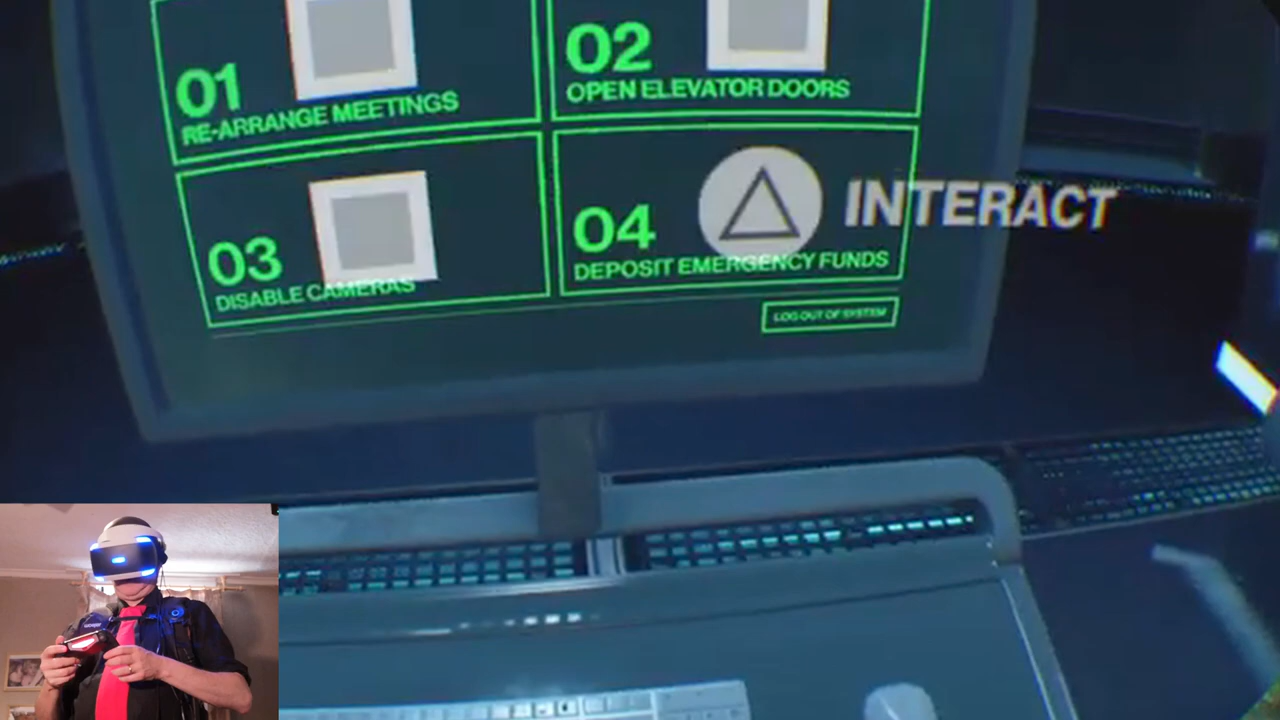 01
RE-ARRANGE MEETINGS
02
OPEN ELEVATOR DOORS
03
DISABLE CAMERAS
04
INTERACT
DEPOSIT EMERGENCY FUNDS
LOG OUT OF SYSTEM